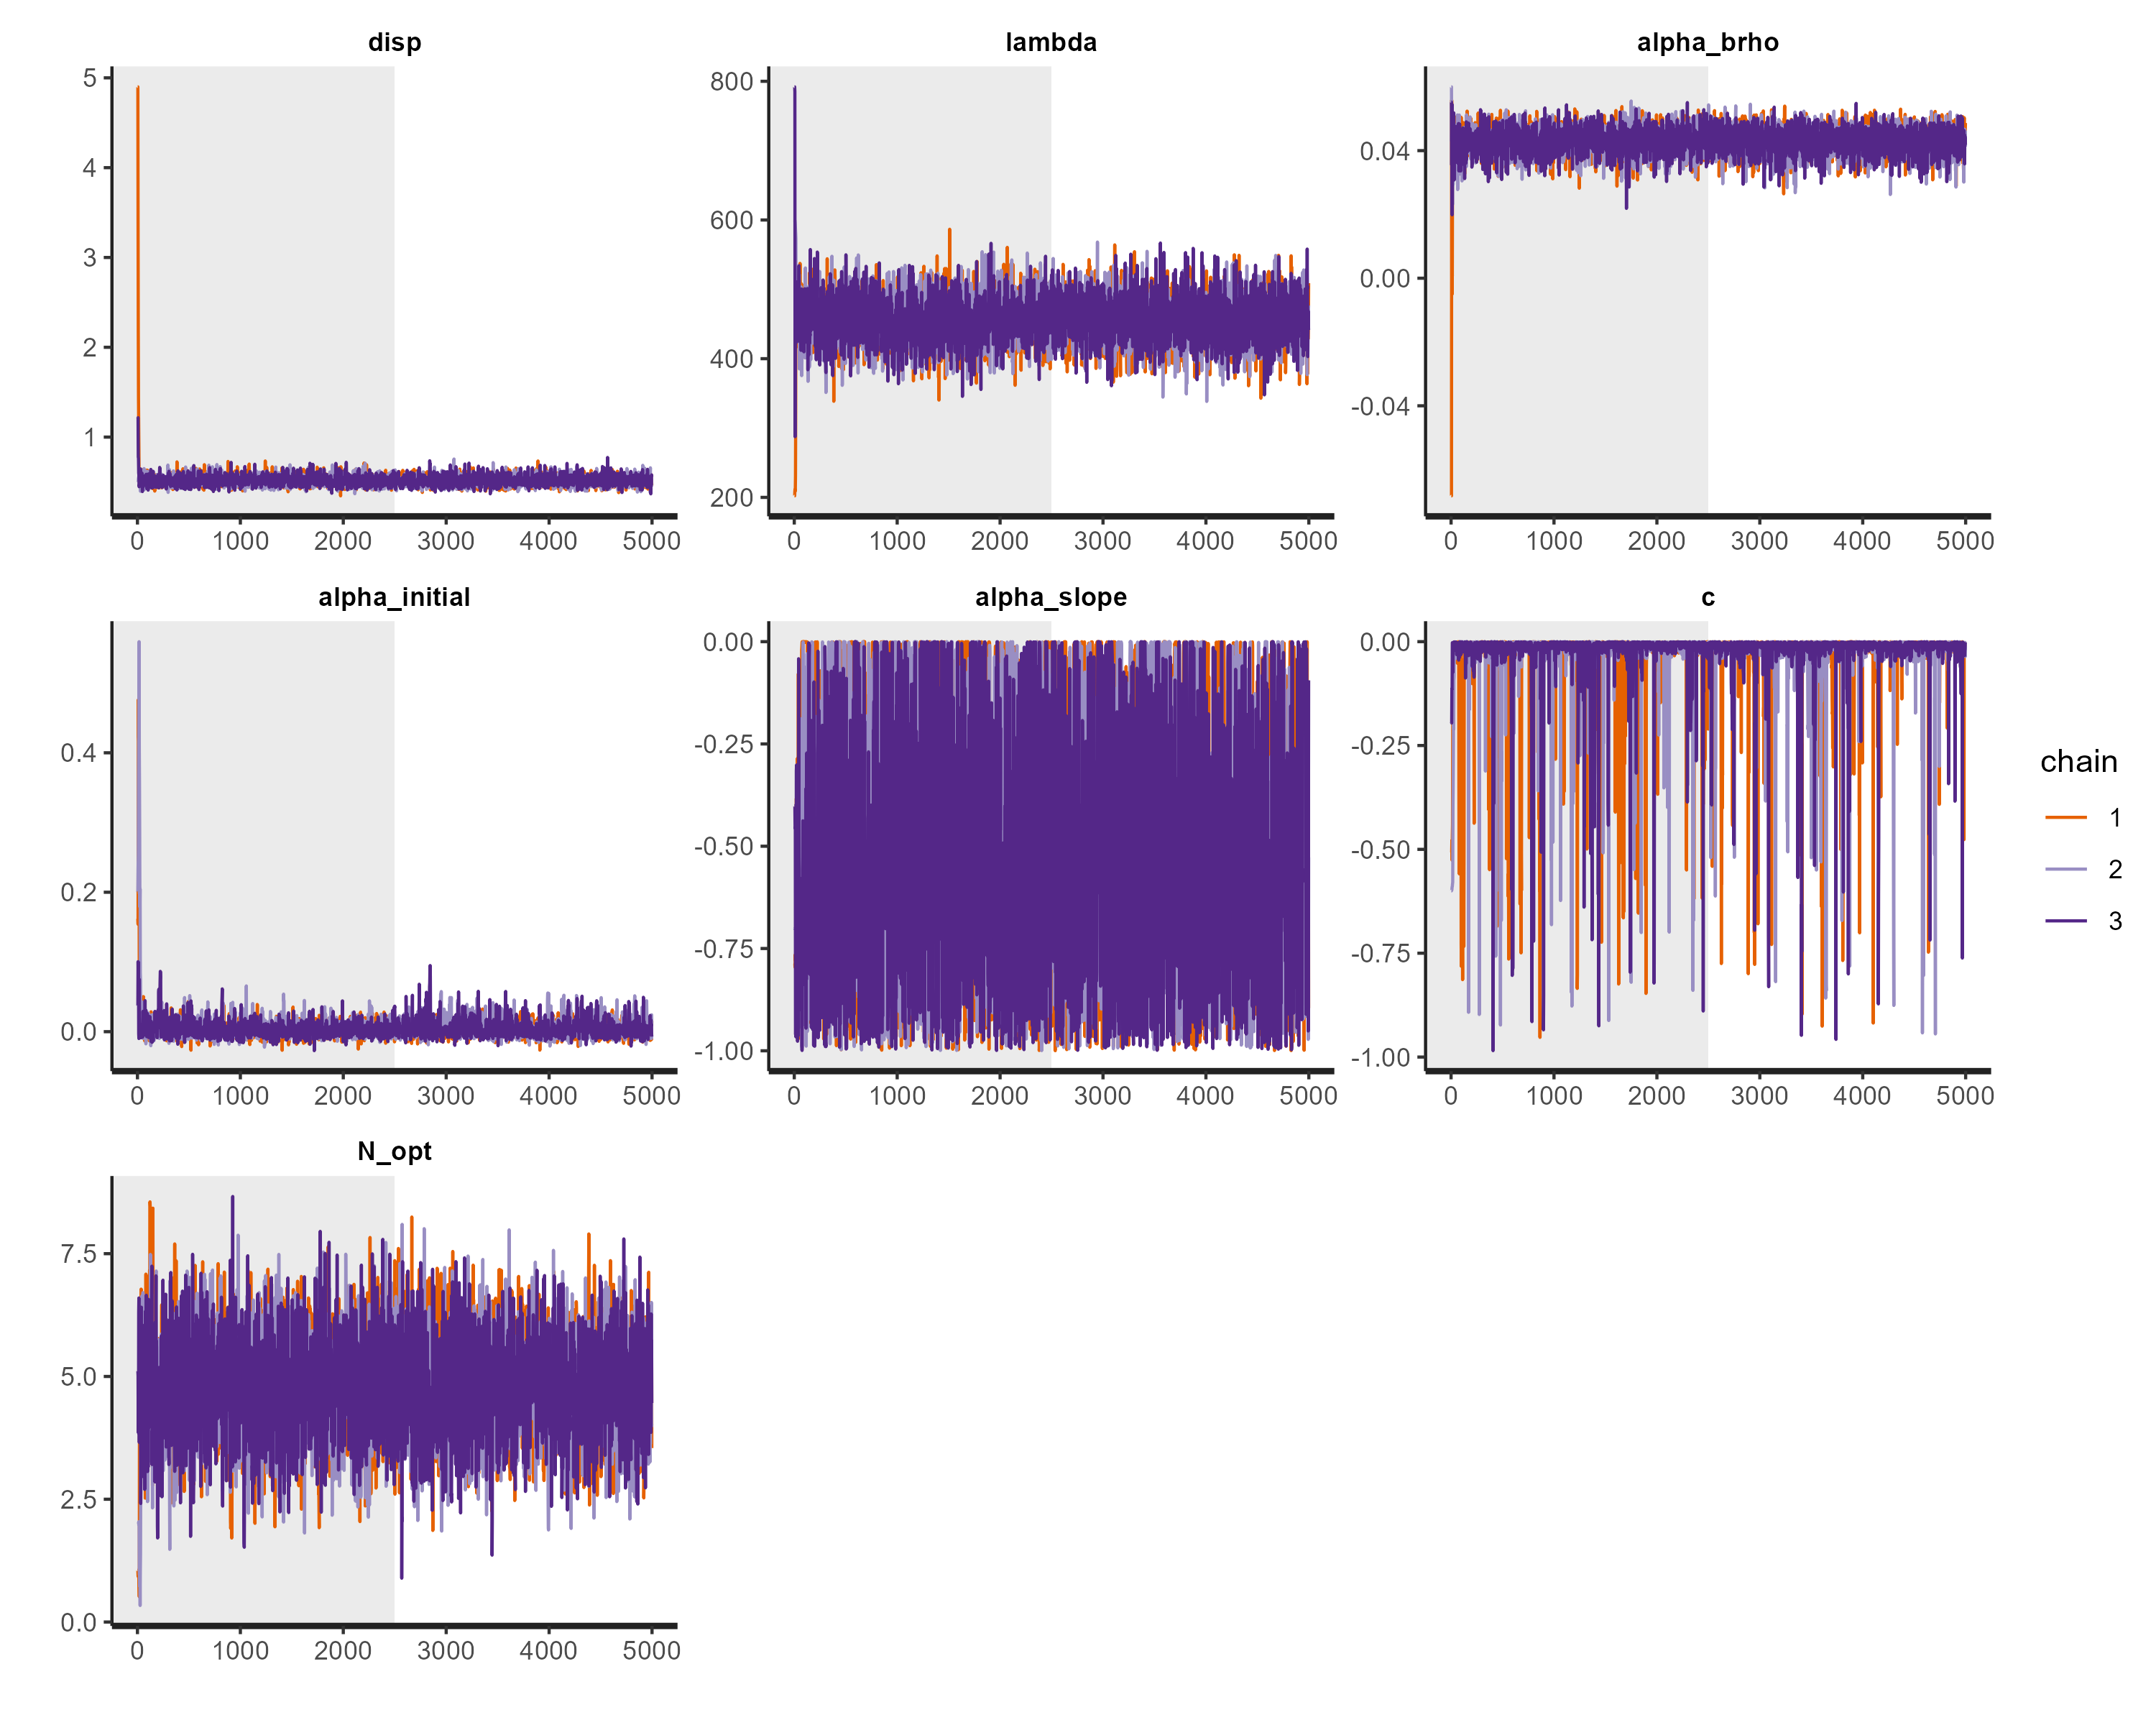 disp lambda alpha_brho
5 4 3 2 1
800 600 400 200
0.04 0.00 -0.04
0 1000 2000 3000 4000 5000 0 1000 2000 3000 4000 5000 0 1000 2000 3000 4000 5000
alpha_initial alpha_slope c
0.4 0.2 0.0
0.00 -0.25 -0.50 -0.75 -1.00
0.00 -0.25 -0.50 -0.75 -1.00
0 1000 2000 3000 4000 5000 0 1000 2000 3000 4000 5000 0 1000 2000 3000 4000 5000
chain
1
2
3
N_opt
7.5
5.0
2.5
0.0
0 1000 2000 3000 4000 5000